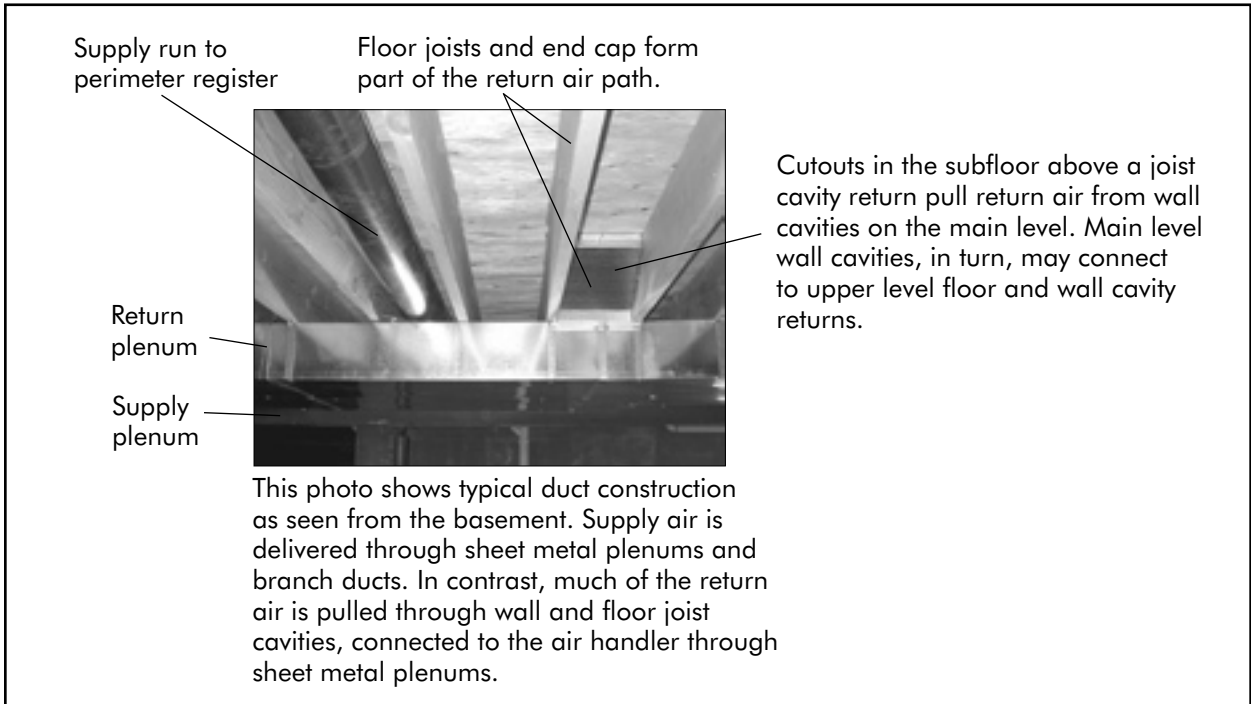 Supply run to
perimeter register
Floor joists and end cap form
part of the return air path.
Cutouts in the subfloor above a joist
cavity return pull return air from wall
cavities on the main level. Main level
wall cavities, in turn, may connect
to upper level floor and wall cavity
returns.
Return
plenum
Supply
plenum
This photo shows typical duct construction
as seen from the basement. Supply air is
delivered through sheet metal plenums and
branch ducts. In contrast, much of the return
air is pulled through wall and floor joist
cavities, connected to the air handler through
sheet metal plenums.